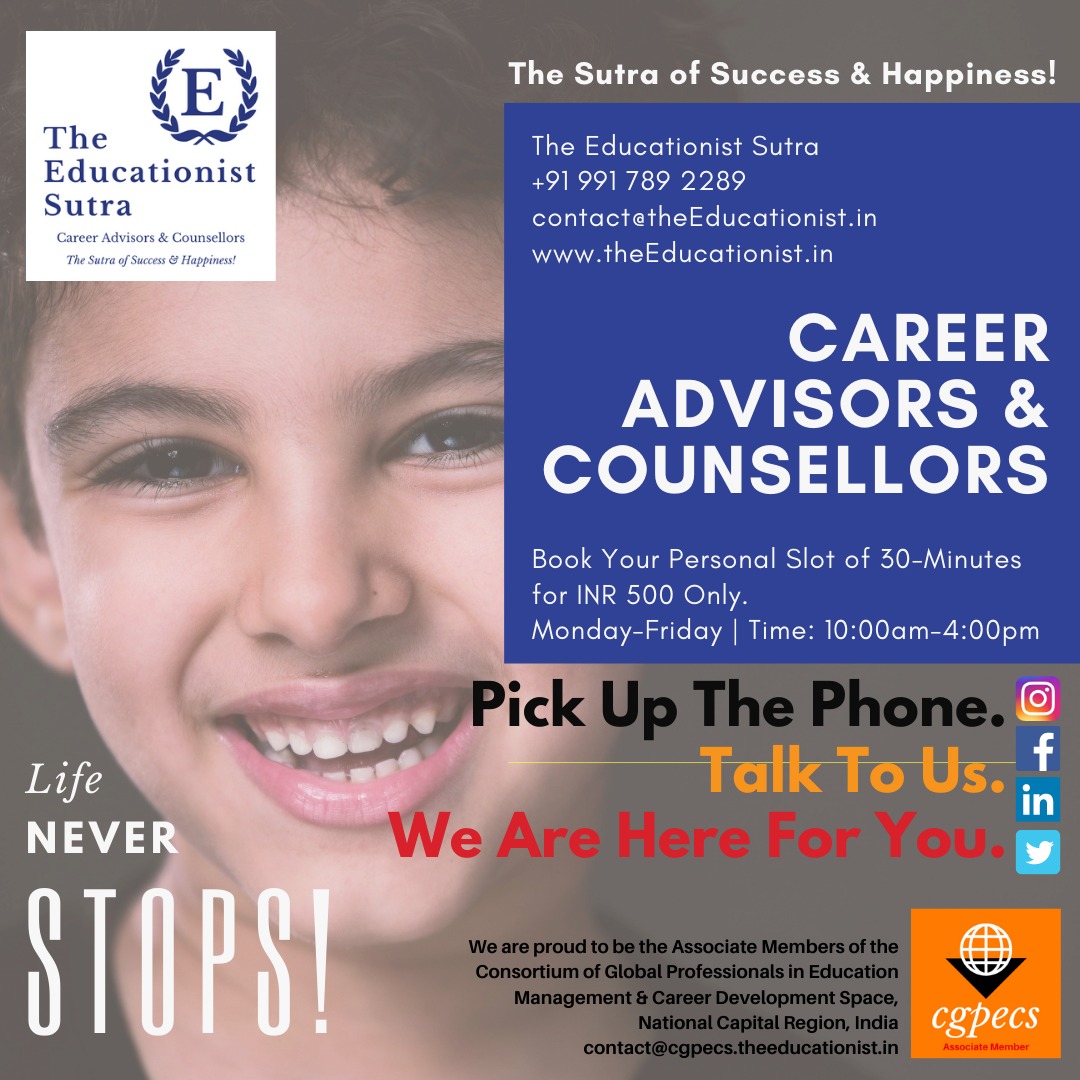 E
The
Educationist
Sutra
Career Advisors & Counsellors
The Sutra of Success & Happiness!
The Sutra of Success & Happiness!
The Educationist Sutra
+91 991 789 2289
contact@theEducationist.in
www.theEducationist.in
CAREER
ADVISORS &
COUNSELLORS
Book Your Personal Slot of 30-Minutes
for INR 500 Only.
Monday-Friday | Time: 10:00am-4:00pm
Pick Up The Phone.
Talk To Us.
We Are Here For You.
f
in
Life
NEVER
STOPS!
We are proud to be the Associate Members of the
Consortium of Global Professionals in Education
Management & Career Development Space,
National Capital Region, India
contact@cgpecs.theeducationist.in
cgpecs
Associate Member